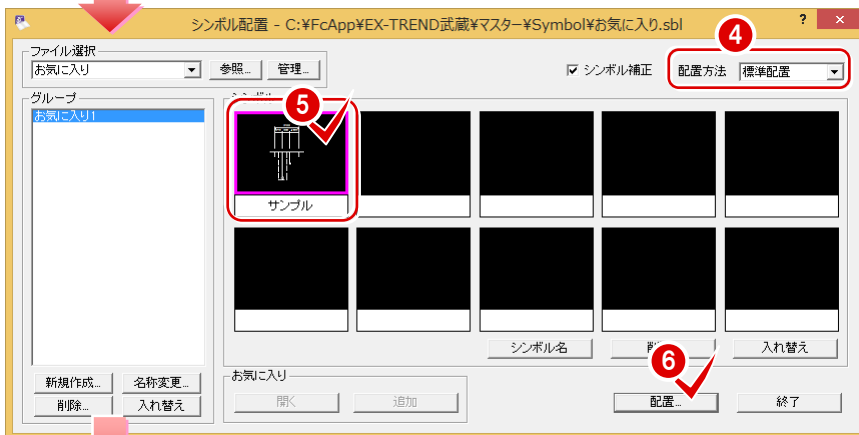 シンボル配置 - C:¥FcApp¥EX-TREND武蔵¥マスター¥Symbol¥お気に入り.sbl
? ×
4
ファイル選択
お気に入り 参照... 管理...
シンボル補正 配置方法 標準配置
グループ
お気に入り1
5
サンプル
シンボル名 入れ替え
6
新規作成... 名称変更...
削除... 入れ替え
お気に入り
開く 追加
配置... 終了